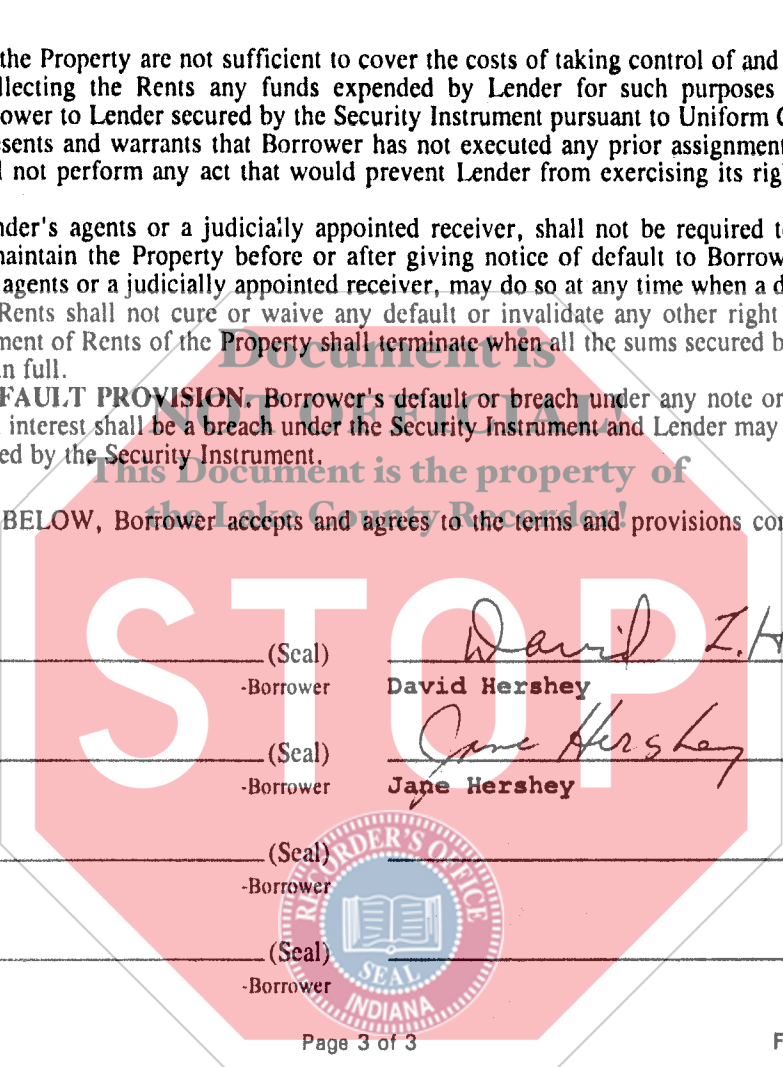 the Property are not sufficient to cover the costs of taking control of and
llecting the Rents any funds expended by Lender for such purposes
ower to Lender secured by the Security Instrument pursuant to Uniform C
esents and warrants that Borrower has not executed any prior assignment
l not perform any act that would prevent Lender from exercising its rig
nder's agents or a judicially appointed receiver, shall not be required t
naintain the Property before or after giving notice of default to Borrow
agents or a judicially appointed receiver, may do so at any time when a d
Rents shall not cure or waive any default or invalidate any other right
ment of Rents of the Property shall terminate when all the sums secured b
n full.
Document is
FAULT PROVISION. Borrower's default or breach under any note or
NOT OFFICIAL!
interest shall be a breach under the Security Instrument and Lender may
ed by the Security Instrument.
This Document is the property of
the Lake County Recorder!
BELOW, Borrower accepts and agrees to the terms and provisions con
STOP
David I. H
(Seal)
-Borrower
David Hershey
Jane Hershey
(Seal)
-Borrower
Jane Hershey
(Seal)
-Borrower
(Seal)
-Borrower
RECORDER'S OFFICE
SEAL
INDIANA
Page 3 of 3
F